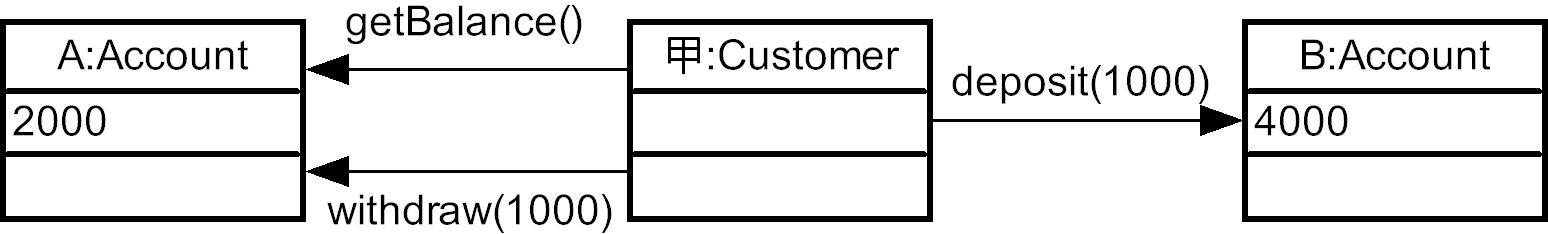 getBalance()
A:Account
甲:Customer
B:Account
deposit(1000)
2000
4000
withdraw(1000)